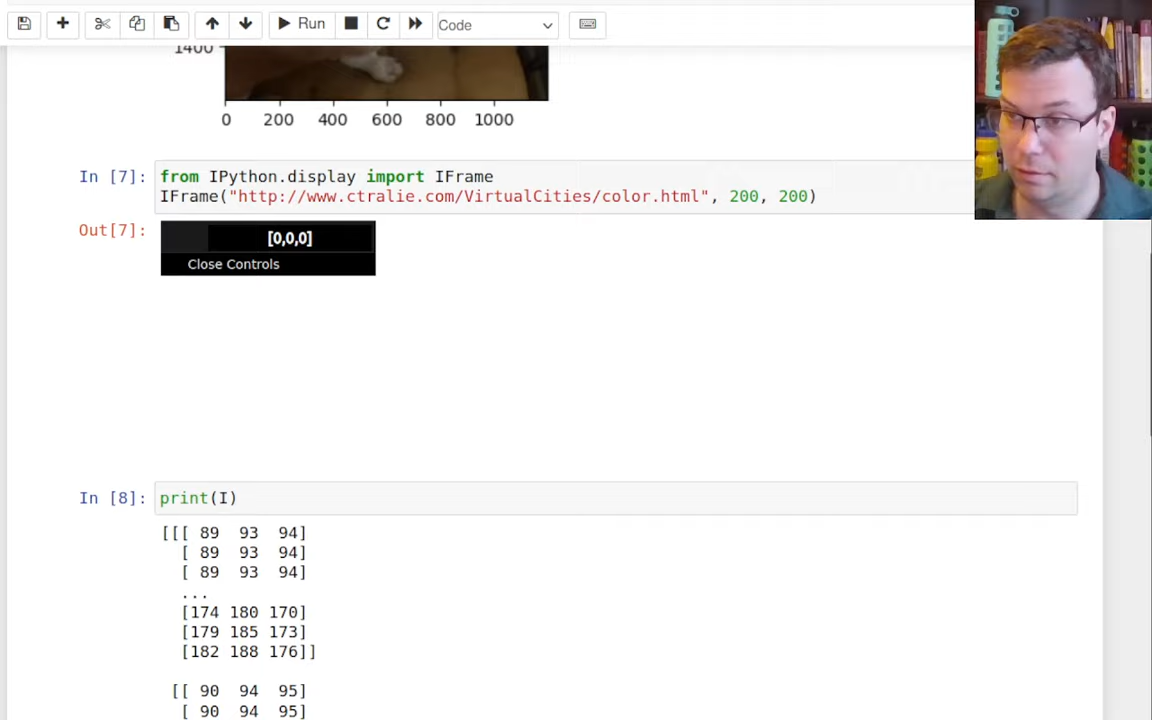 Run
Code
1400
0 200 400 600 800 1000
In [7]: from IPython.display import IFrame
IFrame("http://www.ctralie.com/VirtualCities/color.html", 200, 200)
Out[7]: [0,0,0]
Close Controls
In [8]: print(I)
[[[ 89 93 94]
[ 89 93 94]
[ 89 93 94]
...
[174 180 170]
[179 185 173]
[182 188 176]]
[[ 90 94 95]
[ 90 94 95]